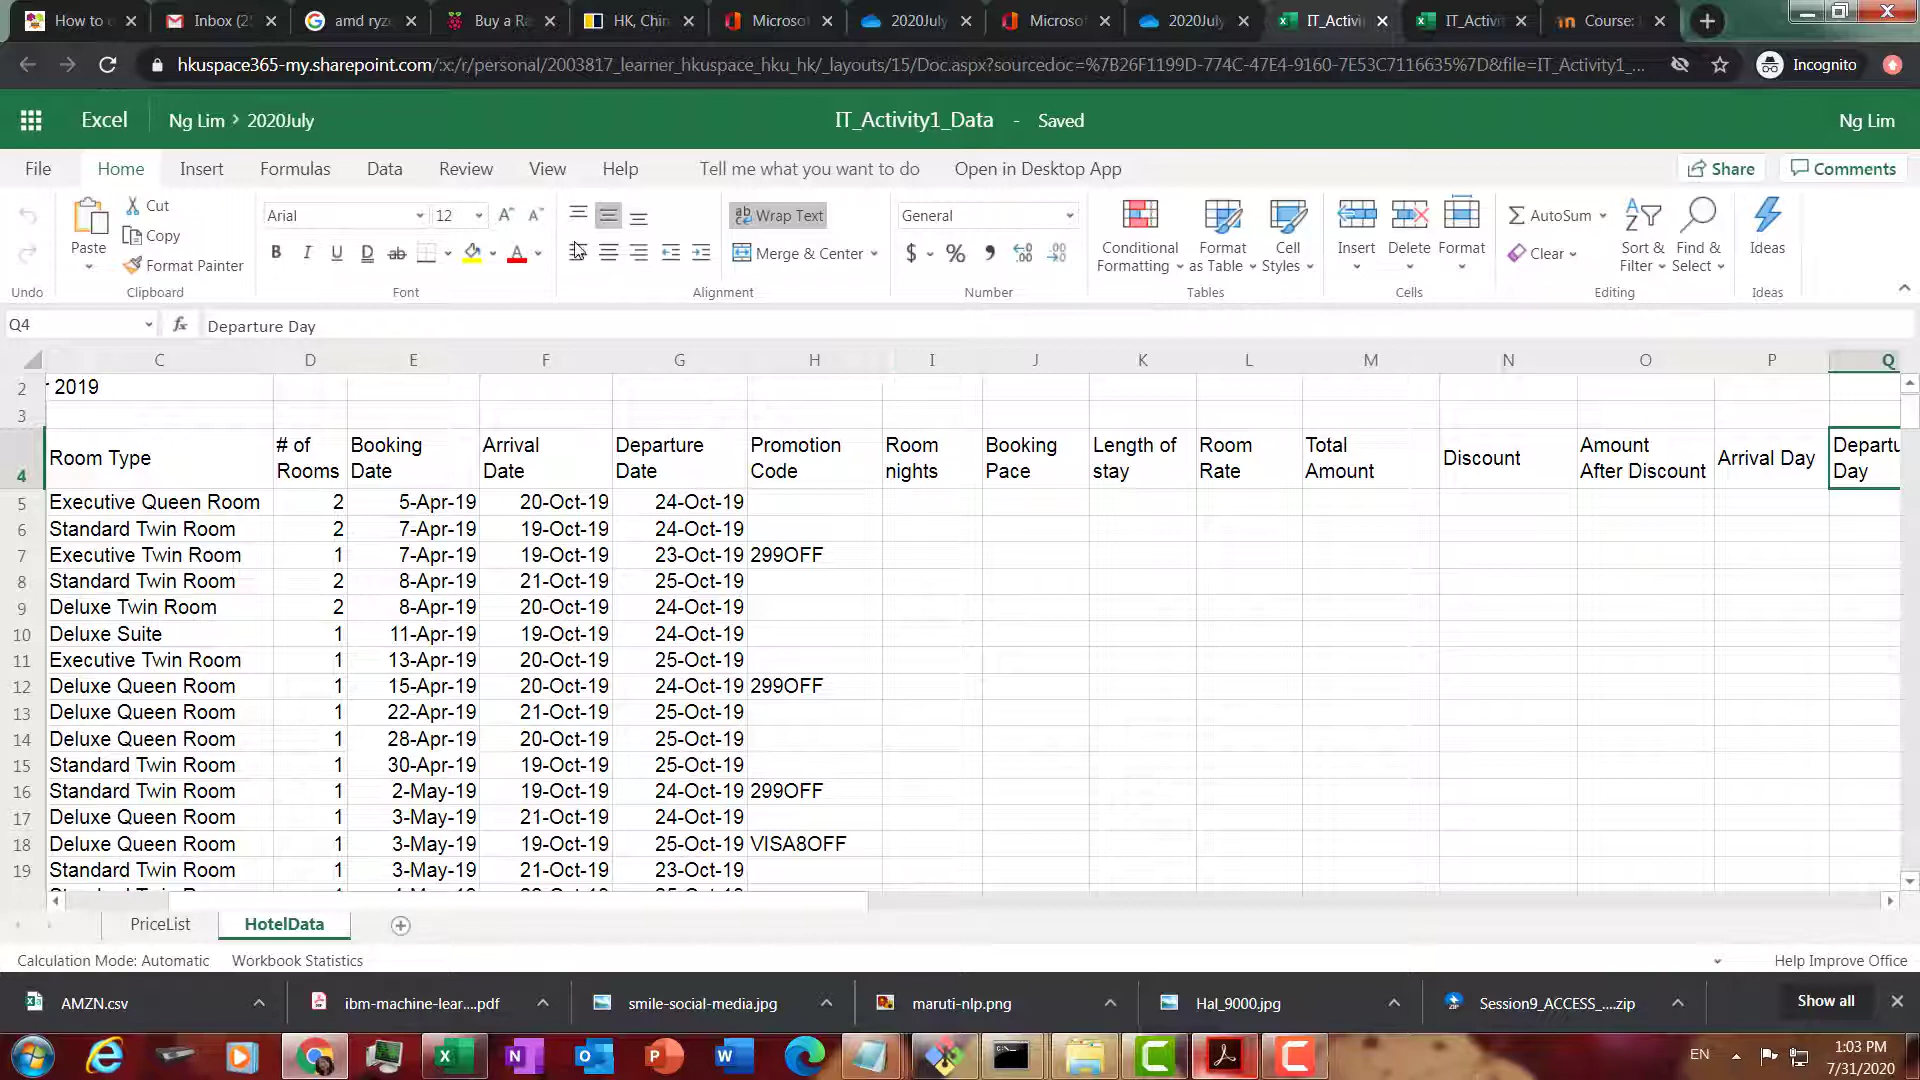 How to
Inbox (2
amd ryz
Buy a Ra
HK, Chin
Microso
2020July
Microso
2020July
IT_Activi
IT_Activi
Course:
hkuspace365-my.sharepoint.com/:x:/r/personal/2003817_learner_hkuspace_hku_hk/_layouts/15/Doc.aspx?sourcedoc=%7B26F1199D-774C-47E4-9160-7E53C7116635%7D&file=IT_Activity1_...
Incognito
Excel
Ng Lim > 2020July
IT_Activity1_Data - Saved
Ng Lim
File Home Insert Formulas Data Review View Help Tell me what you want to do Open in Desktop App Share Comments
Paste
Cut
Copy
Format Painter
Arial 12
B I U D ab A
ab Wrap Text
Merge & Center
General
$ % ,
Conditional Formatting
Format as Table
Cell Styles
Insert
Delete
Format
AutoSum
Clear
Sort & Filter
Find & Select
Ideas
Undo Clipboard Font Alignment Number Tables Cells Editing Ideas
Q4 fx Departure Day
C D E F G H I J K L M N O P Q
2 r 2019
3
4 Room Type # of Rooms Booking Date Arrival Date Departure Date Promotion Code Room nights Booking Pace Length of stay Room Rate Total Amount Discount Amount After Discount Arrival Day Departu Day
5 Executive Queen Room 2 5-Apr-19 20-Oct-19 24-Oct-19
6 Standard Twin Room 2 7-Apr-19 19-Oct-19 24-Oct-19
7 Executive Twin Room 1 7-Apr-19 19-Oct-19 23-Oct-19 299OFF
8 Standard Twin Room 2 8-Apr-19 21-Oct-19 25-Oct-19
9 Deluxe Twin Room 2 8-Apr-19 20-Oct-19 24-Oct-19
10 Deluxe Suite 1 11-Apr-19 19-Oct-19 24-Oct-19
11 Executive Twin Room 1 13-Apr-19 20-Oct-19 25-Oct-19
12 Deluxe Queen Room 1 15-Apr-19 20-Oct-19 24-Oct-19 299OFF
13 Deluxe Queen Room 1 22-Apr-19 21-Oct-19 25-Oct-19
14 Deluxe Queen Room 1 28-Apr-19 20-Oct-19 25-Oct-19
15 Standard Twin Room 1 30-Apr-19 19-Oct-19 25-Oct-19
16 Standard Twin Room 1 2-May-19 19-Oct-19 24-Oct-19 299OFF
17 Deluxe Queen Room 1 3-May-19 21-Oct-19 24-Oct-19
18 Deluxe Queen Room 1 3-May-19 19-Oct-19 25-Oct-19 VISA8OFF
19 Standard Twin Room 1 3-May-19 21-Oct-19 23-Oct-19
PriceList HotelData
Calculation Mode: Automatic Workbook Statistics Help Improve Office
AMZN.csv
ibm-machine-lear....pdf
smile-social-media.jpg
maruti-nlp.png
Hal_9000.jpg
Session9_ACCESS_....zip
Show all
EN
1:03 PM
7/31/2020